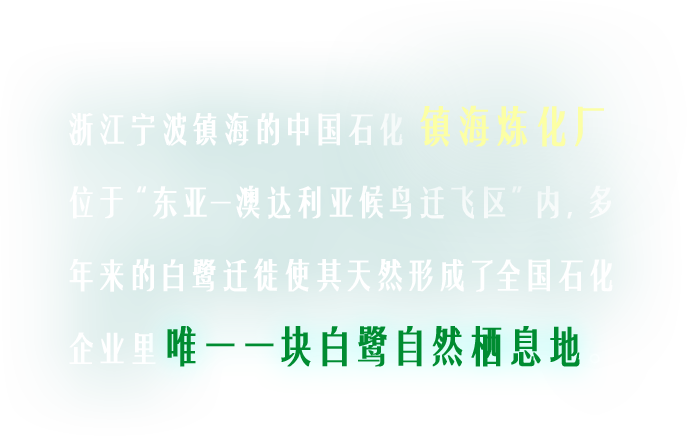 浙江宁波镇海的中国石化 镇海炼化厂
位于“东亚—澳达利亚候鸟迁飞区”内，多
年来的白鹭迁徙使其天然形成了全国石化
企业里唯一一块白鹭自然栖息地